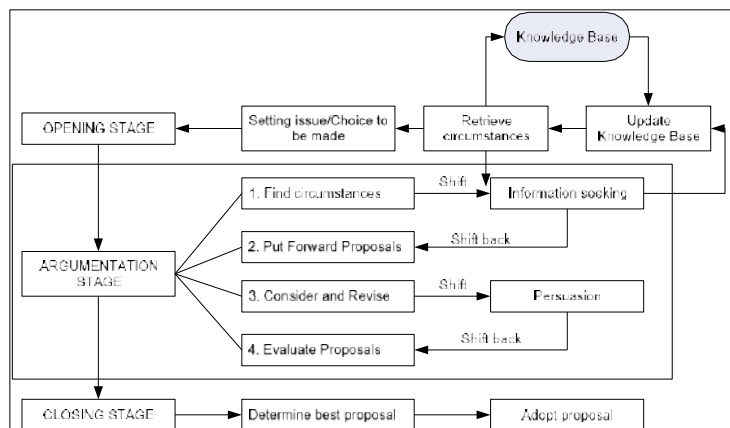 Knowledge Base
OPENING STAGE
Setting issue/Choice to
be made
Retrieve
circumstances
Update
Knowledge Base
1. Find circumstances
Shift
Information seeking
Shift back
2. Put Forward Proposals
ARGUMENTATION
STAGE
3. Consider and Revise
Shift
Persuasion
Shift back
4. Evaluate Proposals
CLOSING STAGE
Determine best proposal
Adopt proposal